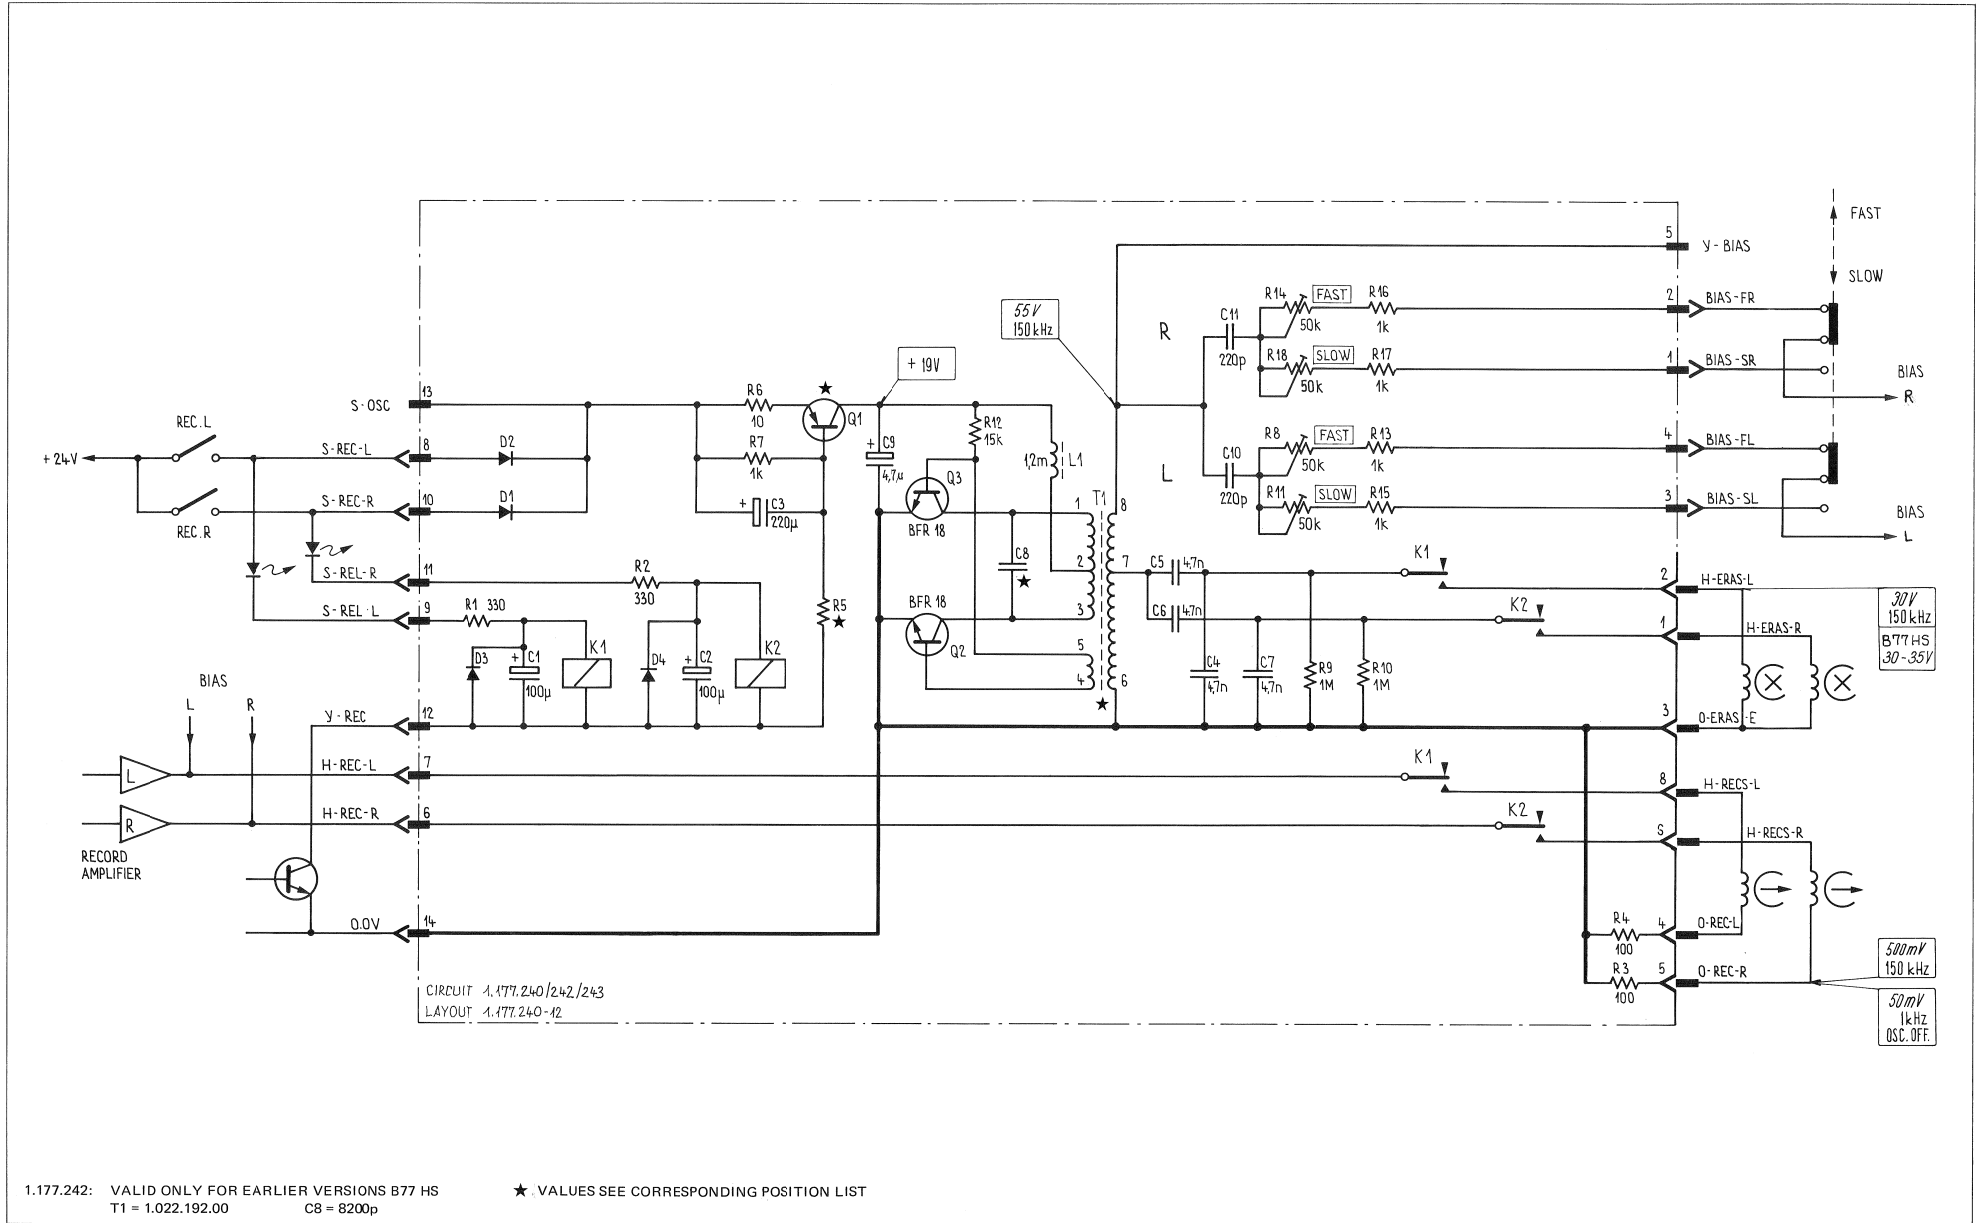 FAST
5
Y-BIAS
SLOW
55V
150kHz
R
C11
220p
R14
FAST
50k
R16
1k
2
BIAS-FR
R18
SLOW
50k
R17
1k
1
BIAS-SR
BIAS
R
+19V
S-OSC
13
R6
10
★
Q1
R7
1k
C9
+
4,7µ
R12
15k
1,2m
L1
REC.L
+24V
S-REC-L
8
D2
S-REC-R
10
D1
REC.R
+
C3
220µ
L
C10
220p
R8
FAST
50k
R13
1k
4
BIAS-FL
R11
SLOW
50k
R15
1k
3
BIAS-SL
BIAS
L
Q3
BFR 18
T1
1
8
2
7
3
5
4
6
★
C8
★
BFR 18
Q2
S-REL-R
11
R2
330
S-REL-L
9
R1 330
R5
★
D3
+
C1
100µ
K1
D4
+
C2
100µ
K2
C5
4,7n
K1
2
H-ERAS-L
C6
4,7n
K2
1
H-ERAS-R
30V
150kHz
B77 HS
30-35V
C4
4,7n
C7
4,7n
R9
1M
R10
1M
BIAS
L
R
Y-REC
12
3
0-ERAS-E
L
H-REC-L
7
K1
8
H-RECS-L
R
H-REC-R
6
K2
S
H-RECS-R
RECORD
AMPLIFIER
0.0V
14
R4
100
4
0-REC-L
R3
100
5
0-REC-R
500mV
150 kHz
50mV
1kHz
OSC.OFF.
CIRCUIT 1.177.240/242/243
LAYOUT 1.177.240-12
1.177.242: VALID ONLY FOR EARLIER VERSIONS B77 HS
T1 = 1.022.192.00 C8 = 8200p
★ VALUES SEE CORRESPONDING POSITION LIST